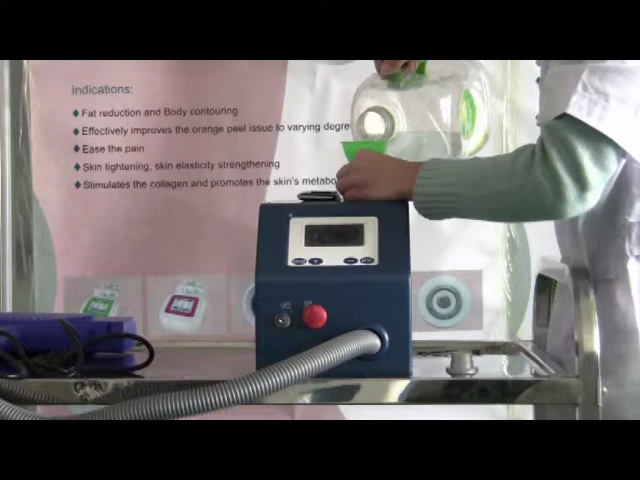 Indications:
Fat reduction and Body contouring
Effectively improves the orange peel issue to varying degre
Ease the pain
Skin tightening, skin elasticity strengthening
Stimulates the collagen and promotes the skin's metabo
OFF